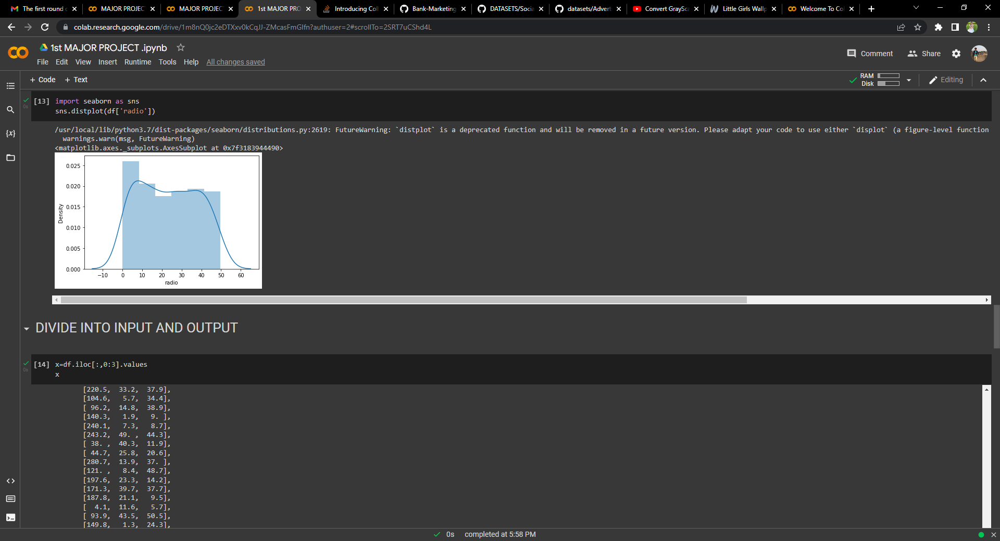 The first round o
MAJOR PROJEC
MAJOR PROJEC
1st MAJOR PRO
Introducing Coll
Bank-Marketing
DATASETS/Socia
datasets/Advert
Convert GraySca
Little Girls Wallp
Welcome To Co
colab.research.google.com/drive/1m8nQ0jc2eDTXxv0kCqJJ-ZMcasFmGlfn?authuser=2#scrollTo=2SRT7uCShd4L
1st MAJOR PROJECT .ipynb
Comment Share
File Edit View Insert Runtime Tools Help All changes saved
+ Code + Text
RAM
Disk
Editing
[13] import seaborn as sns
0s
sns.distplot(df['radio'])
/usr/local/lib/python3.7/dist-packages/seaborn/distributions.py:2619: FutureWarning: `distplot` is a deprecated function and will be removed in a future version. Please adapt your code to use either `displot` (a figure-level function
warnings.warn(msg, FutureWarning)
<matplotlib.axes._subplots.AxesSubplot at 0x7f3183944490>
0.025
0.020
0.015
0.010
0.005
0.000
Density
−10 0 10 20 30 40 50 60
radio
DIVIDE INTO INPUT AND OUTPUT
[14] x=df.iloc[:,0:3].values
0s
x
[220.5, 33.2, 37.9],
[104.6, 5.7, 34.4],
[ 96.2, 14.8, 38.9],
[140.3, 1.9, 9. ],
[240.1, 7.3, 8.7],
[243.2, 49. , 44.3],
[ 38. , 40.3, 11.9],
[ 44.7, 25.8, 20.6],
[280.7, 13.9, 37. ],
[121. , 8.4, 48.7],
[197.6, 23.3, 14.2],
[171.3, 39.7, 37.7],
[187.8, 21.1, 9.5],
[ 4.1, 11.6, 5.7],
[ 93.9, 43.5, 50.5],
[149.8, 1.3, 24.3],
0s completed at 5:58 PM